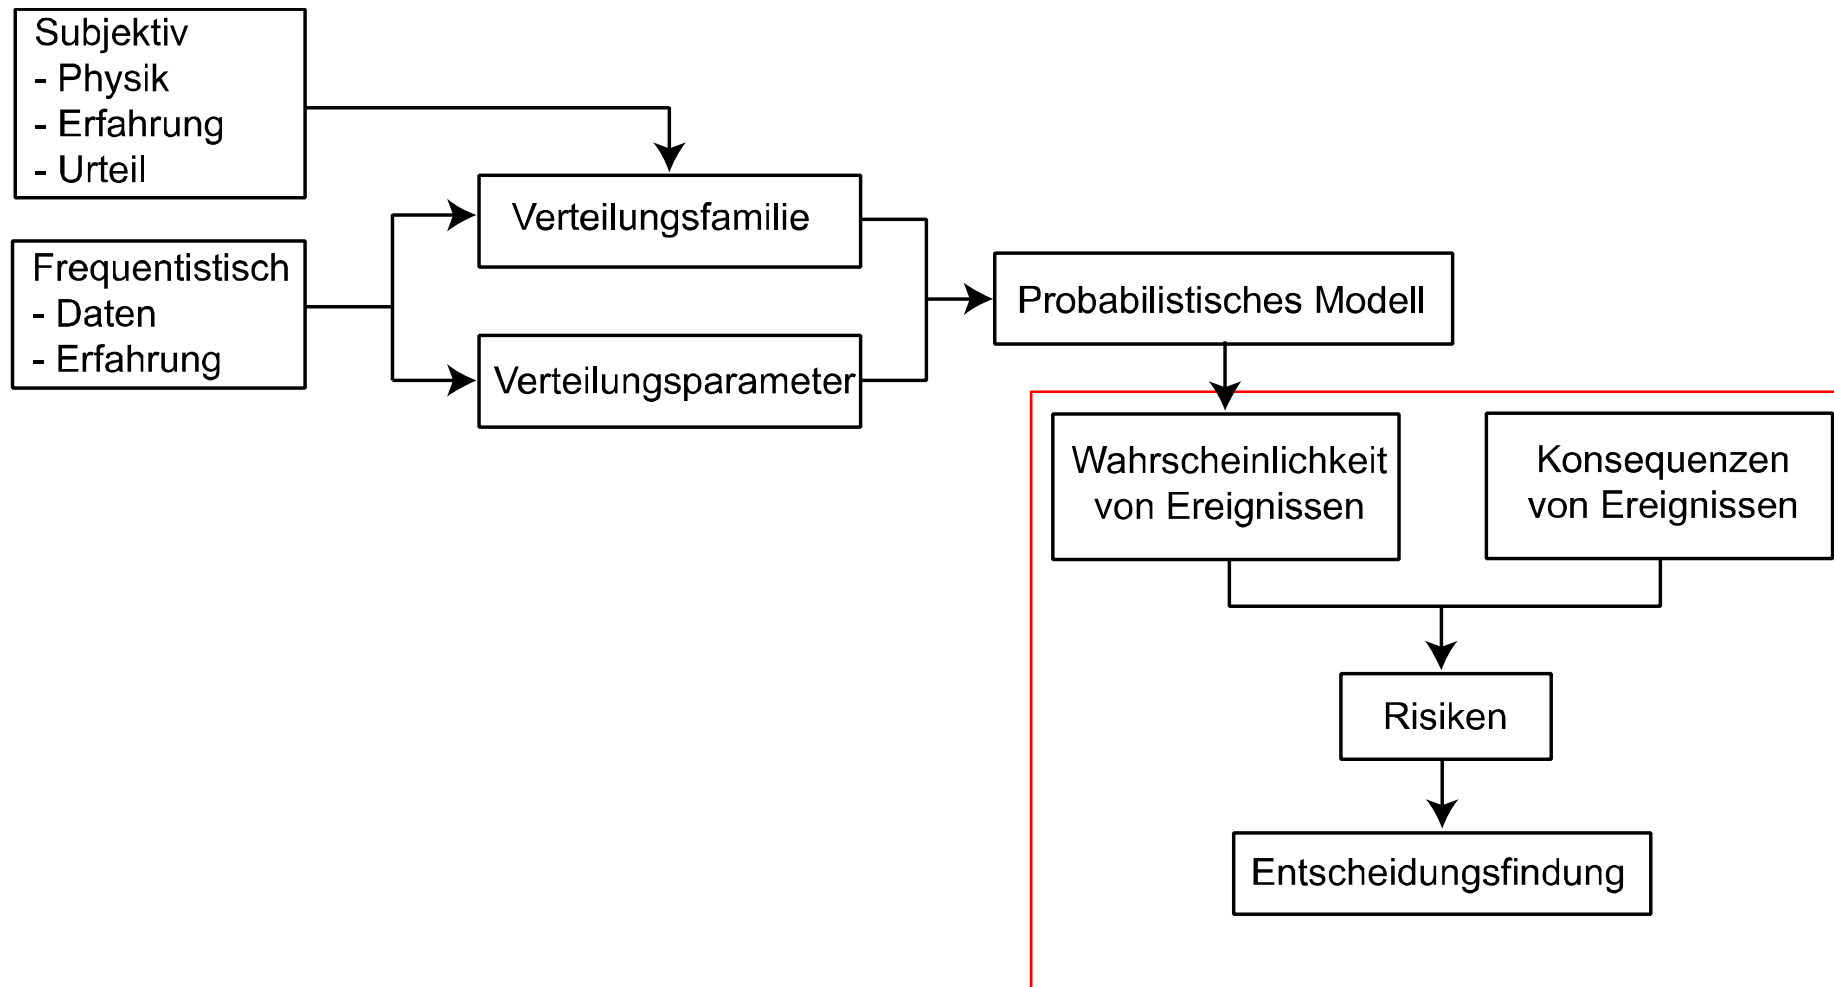 Subjektiv
- Physik
- Erfahrung
- Urteil
Frequentistisch
- Daten
- Erfahrung
Verteilungsfamilie
Verteilungsparameter
Probabilistisches Modell
Wahrscheinlichkeit
von Ereignissen
Konsequenzen
von Ereignissen
Risiken
Entscheidungsfindung